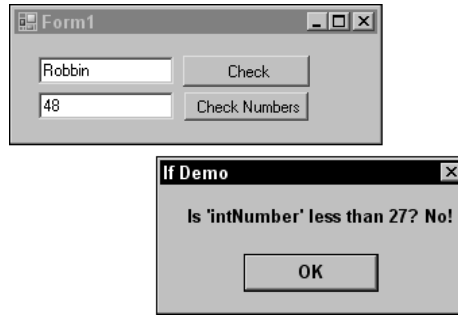 Form1
Robbin
Check
48
Check Numbers
If Demo
Is 'intNumber' less than 27? No!
OK